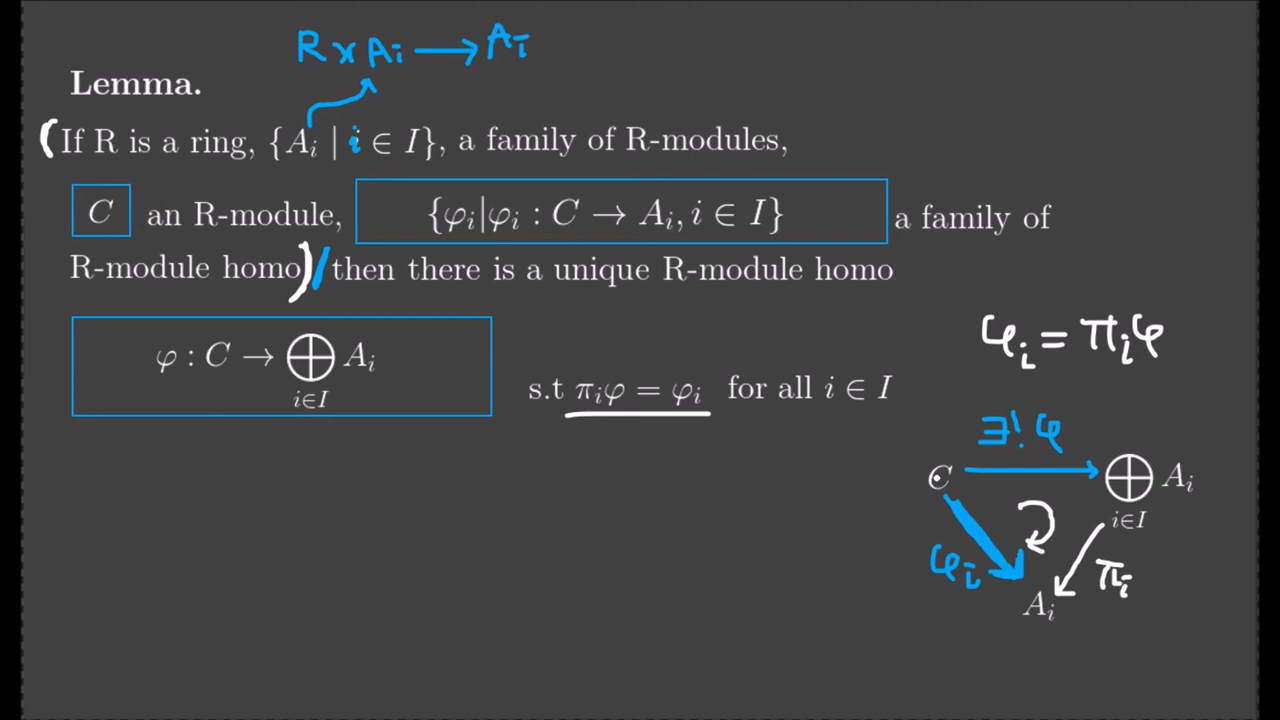 R × Ai ⟶ Ai
Lemma.
(If R is a ring, {Aᵢ | i ∈ I}, a family of R-modules,
C an R-module, {φᵢ|φᵢ : C → Aᵢ, i ∈ I} a family of
R-module homo)/then there is a unique R-module homo
φ : C → ⨁ Aᵢ
i∈I
s.t πᵢφ = φᵢ for all i ∈ I
φᵢ = πᵢφ
∃! φ
C ⨁ Aᵢ
i∈I
φᵢ πᵢ
Aᵢ